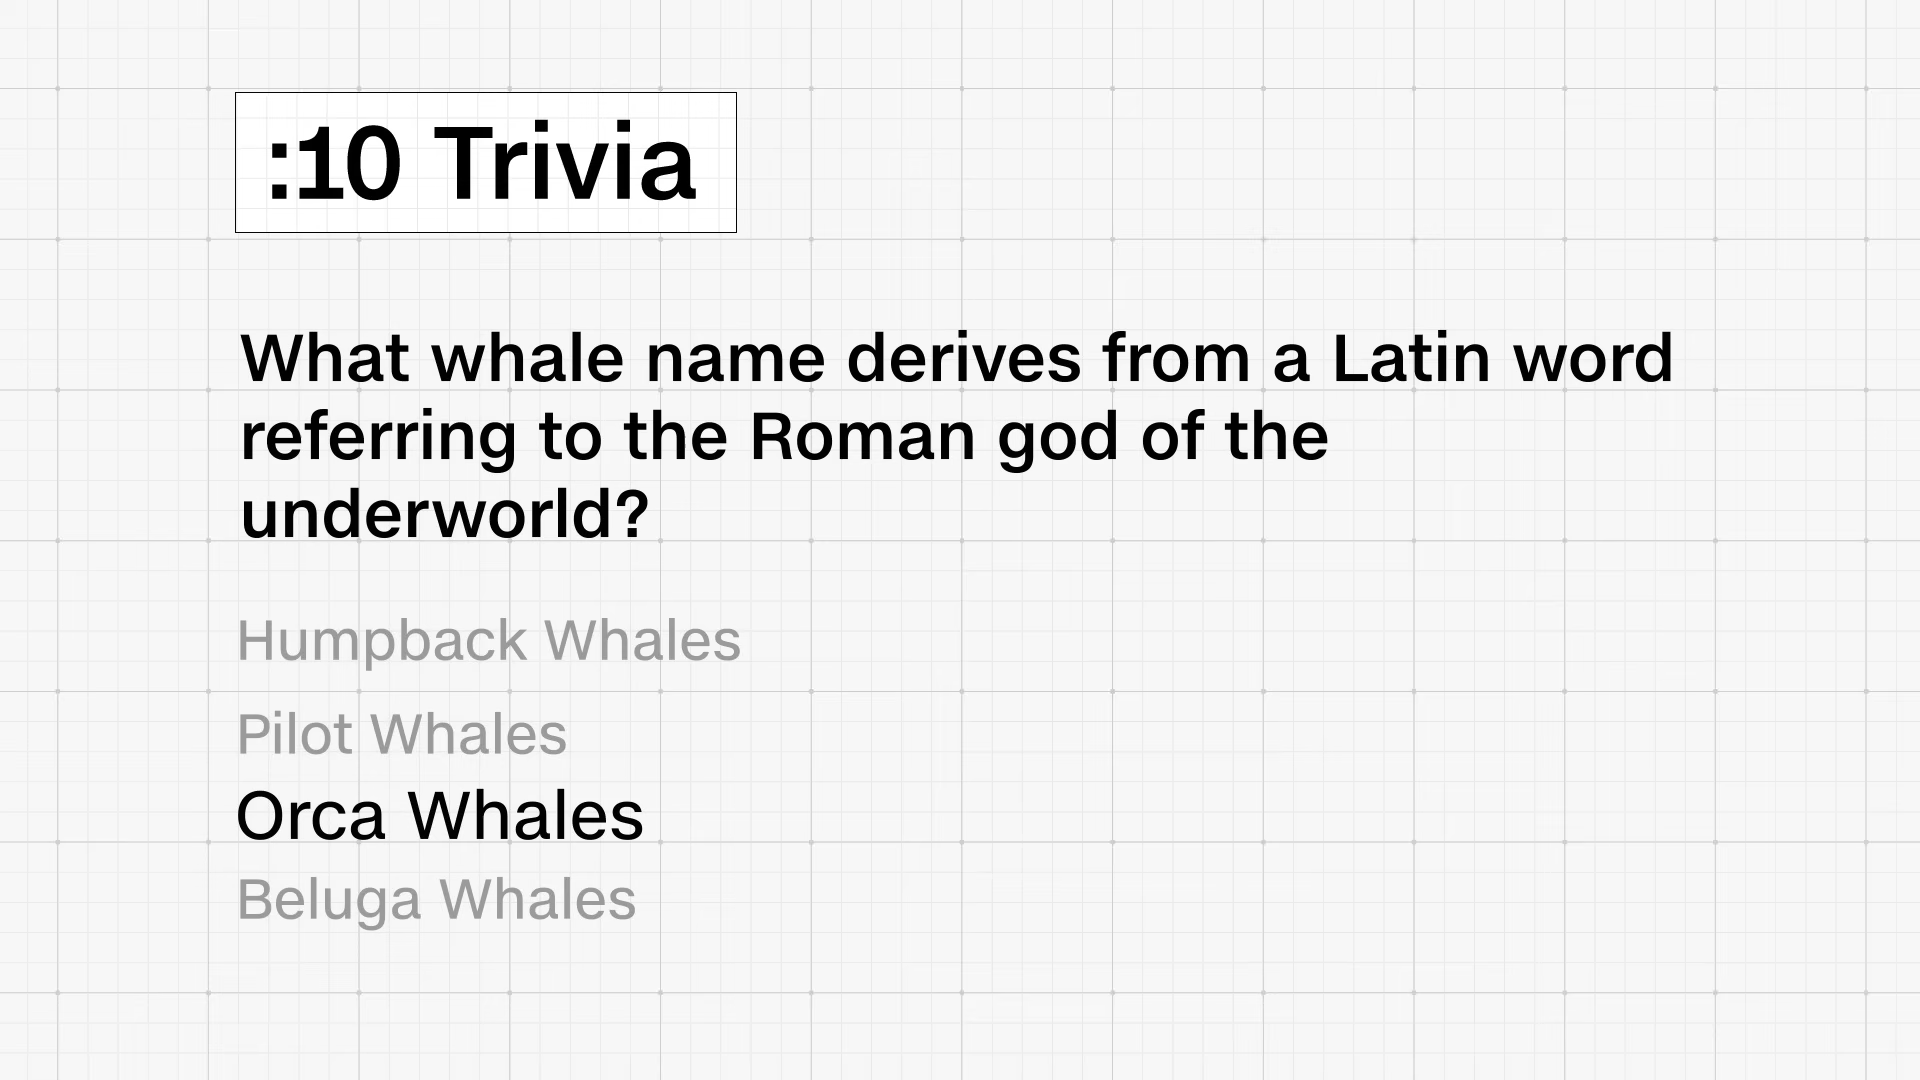 :10 Trivia
What whale name derives from a Latin word
referring to the Roman god of the
underworld?
Humpback Whales
Pilot Whales
Orca Whales
Beluga Whales